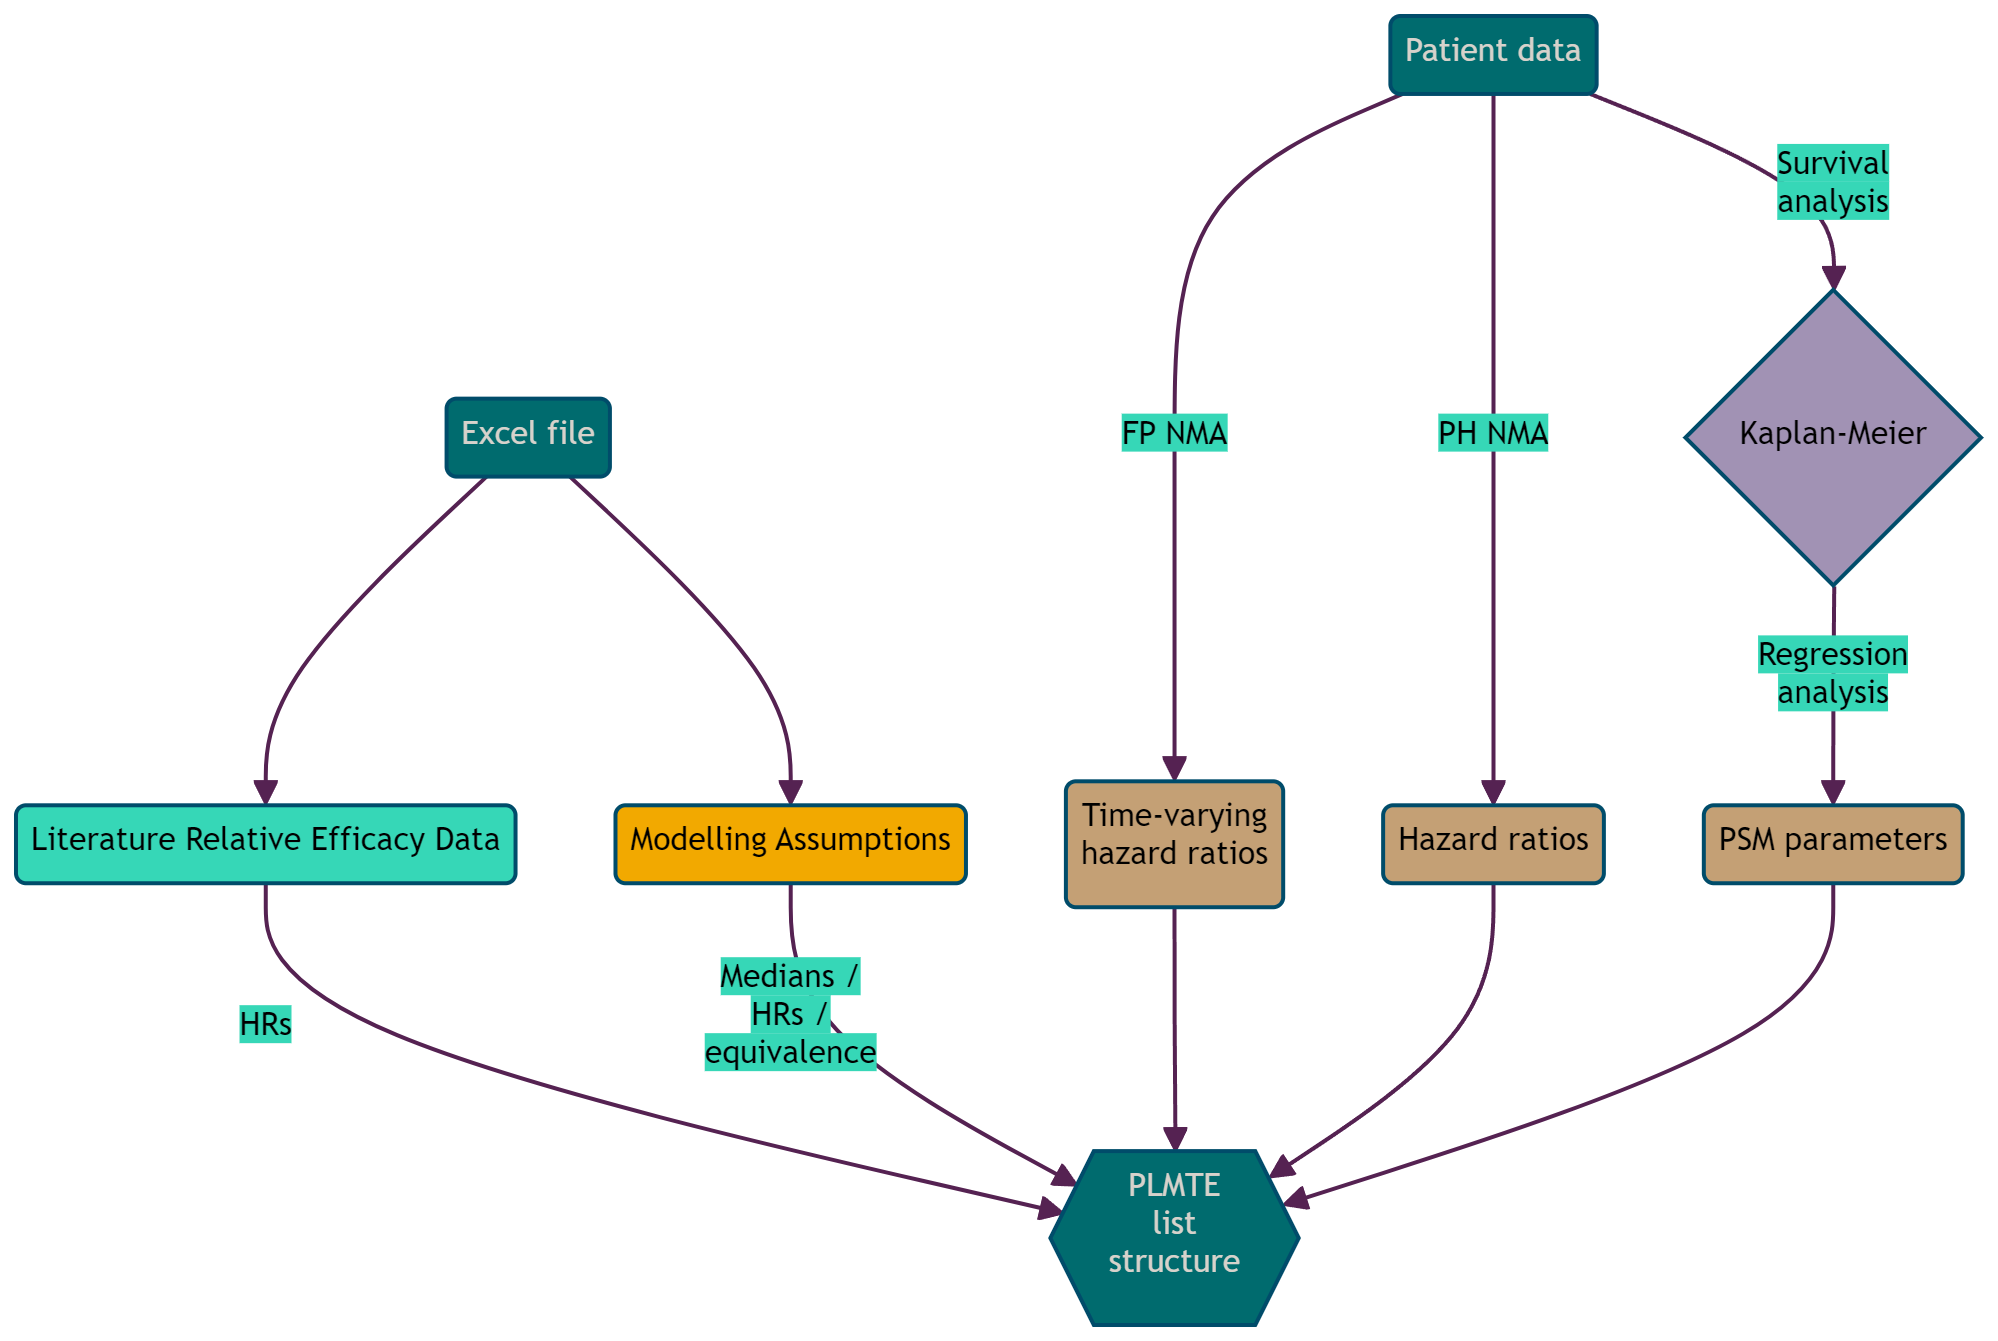 Patient data
Survival
analysis
Excel file
FP NMA
PH NMA
Kaplan-Meier
Regression
analysis
Literature Relative Efficacy Data
Modelling Assumptions
Time-varying
hazard ratios
Hazard ratios
PSM parameters
HRs
Medians /
HRs /
equivalence
PLMTE
list
structure